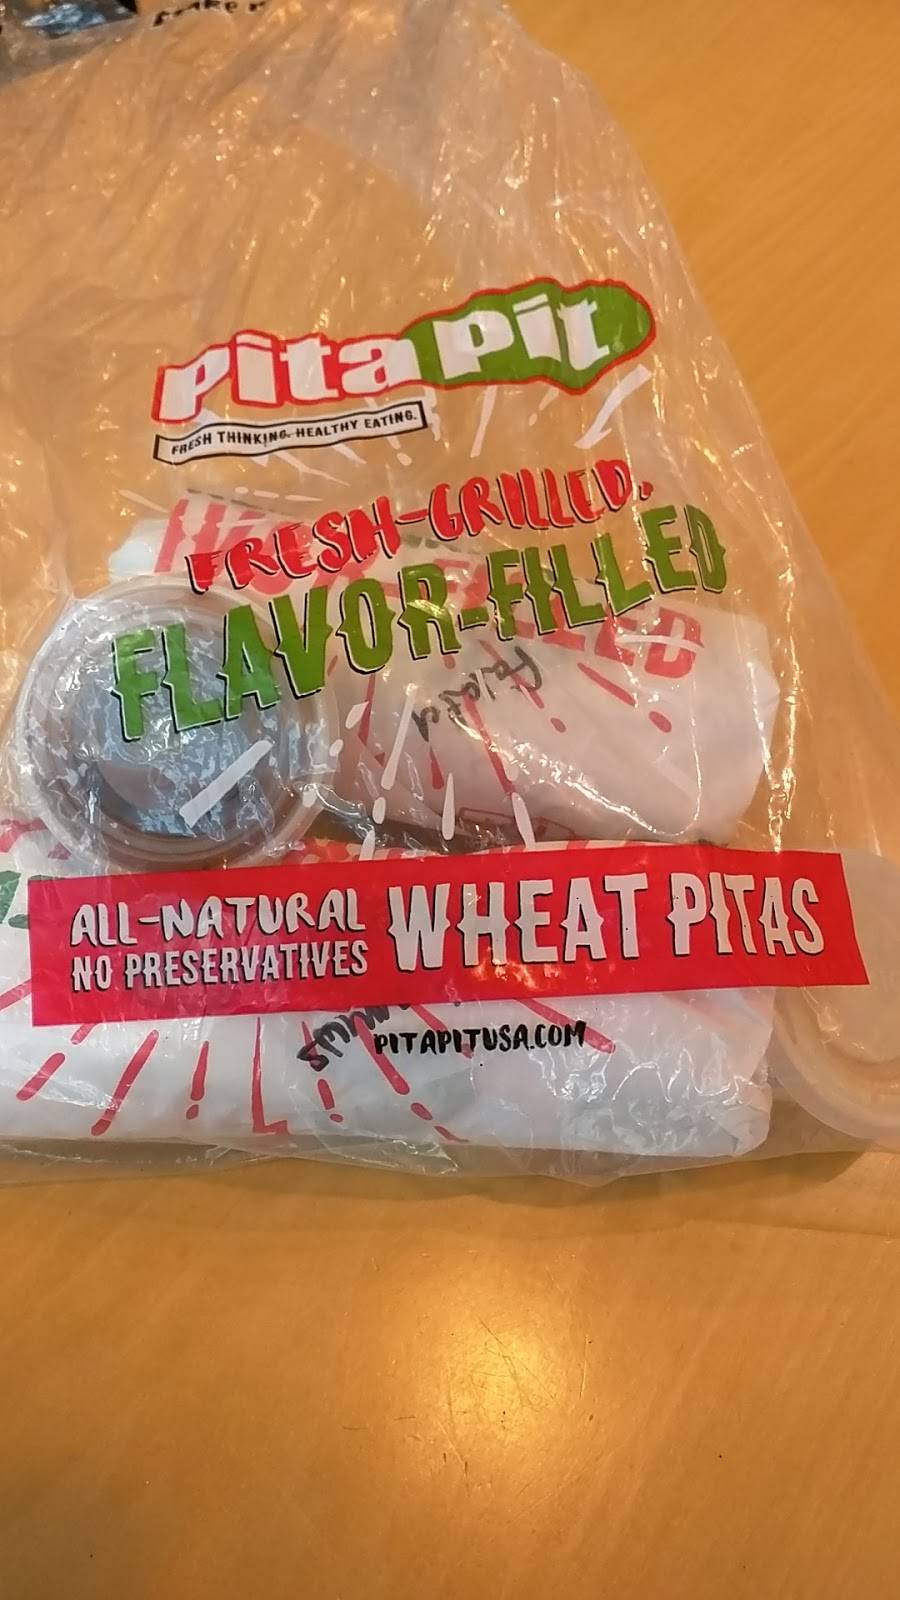 Pita Pit
FRESH THINKING. HEALTHY EATING.
FRESH-GRILLED.
FLAVOR-FILLED
ALL-NATURAL
NO PRESERVATIVES
WHEAT PITAS
PITAPITUSA.COM